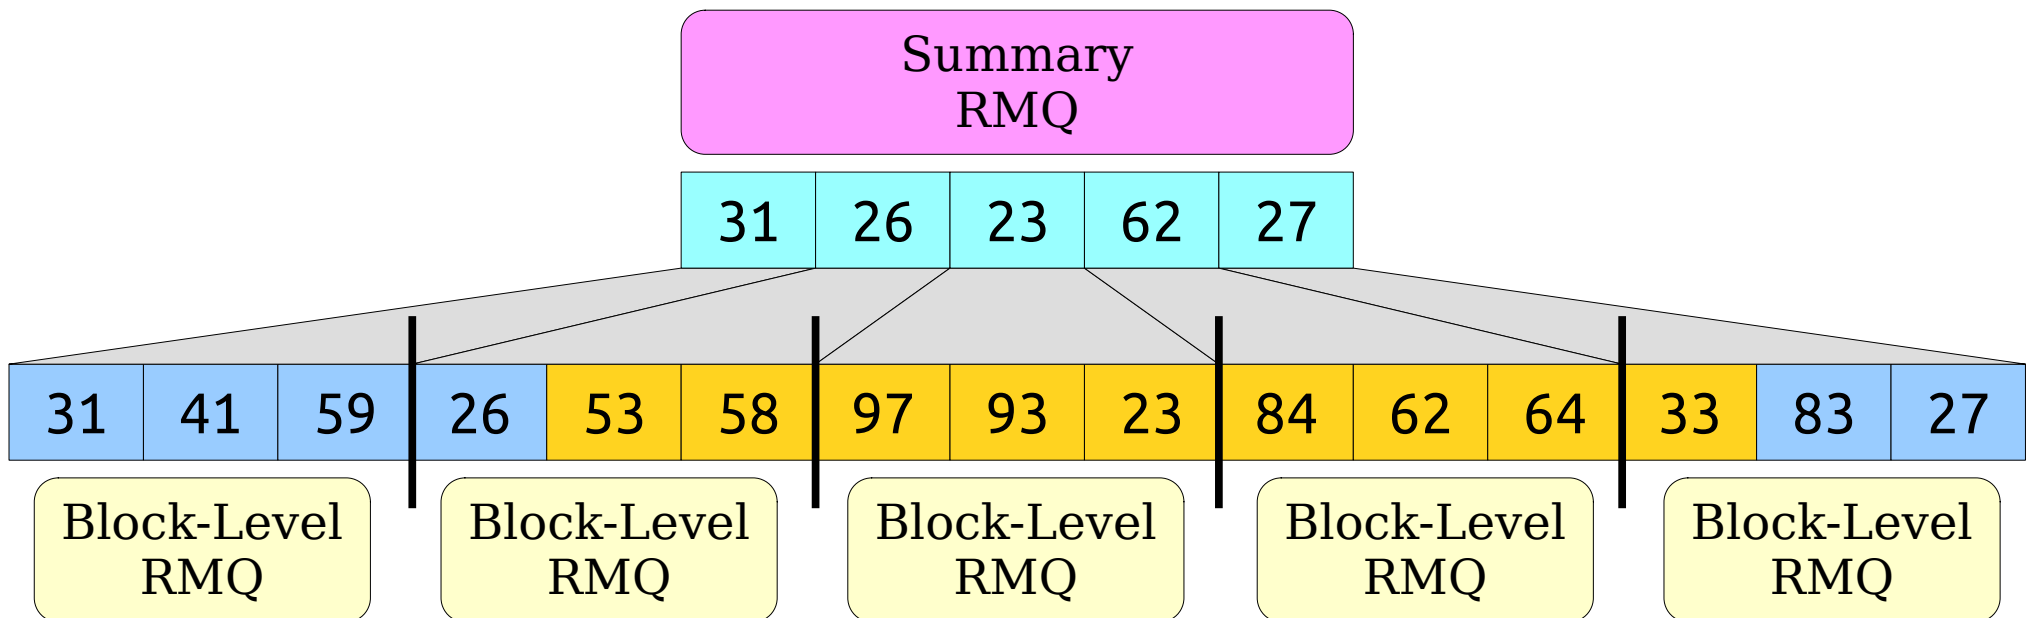 Summary
RMQ
31 26 23 62 27
31 41 59 26 53 58 97 93 23 84 62 64 33 83 27
Block-Level Block-Level Block-Level Block-Level Block-Level
RMQ RMQ RMQ RMQ RMQ